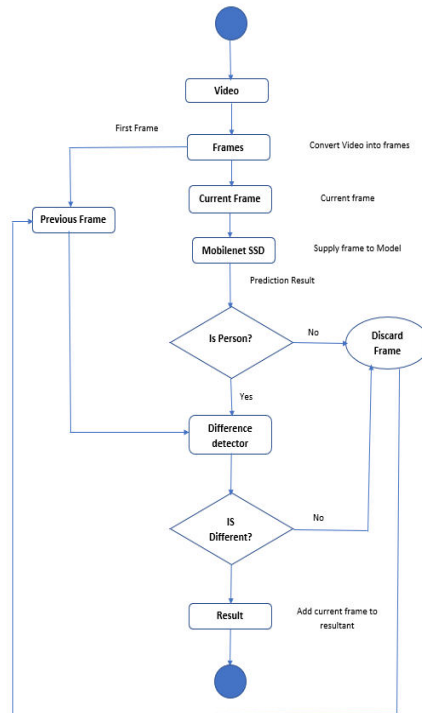 Video
First Frame
Frames
Convert Video into frames
Current Frame
Current frame
Previous Frame
Mobilenet SSD
Supply frame to Model
Prediction Result
Is Person?
No
Discard
Frame
Yes
Difference
detector
IS
Different?
No
Result
Add current frame to
resultant